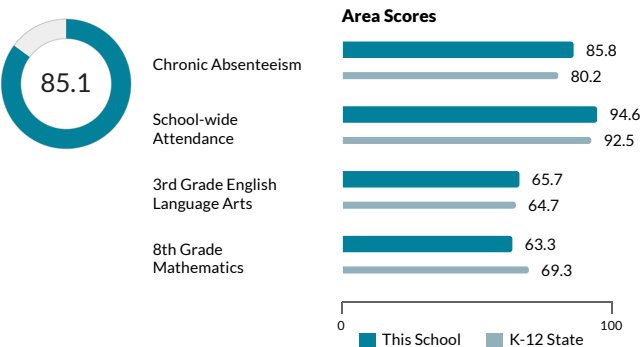 Area Scores
85.1
Chronic Absenteeism
85.8
80.2
School-wide
Attendance
94.6
92.5
3rd Grade English
Language Arts
65.7
64.7
8th Grade
Mathematics
63.3
69.3
0
100
This School
K-12 State